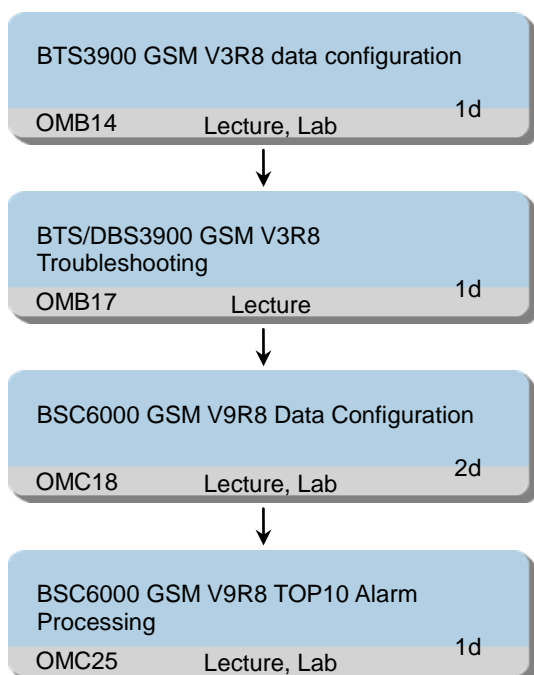 BTS3900 GSM V3R8 data configuration
1d
OMB14 Lecture, Lab
BTS/DBS3900 GSM V3R8
Troubleshooting
1d
OMB17 Lecture
BSC6000 GSM V9R8 Data Configuration
2d
OMC18 Lecture, Lab
BSC6000 GSM V9R8 TOP10 Alarm
Processing
1d
OMC25 Lecture, Lab